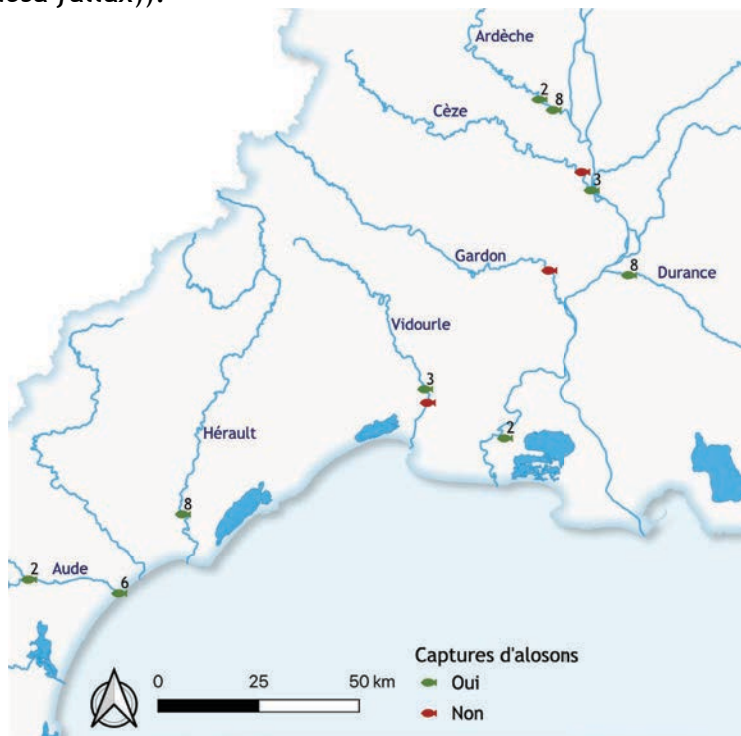 fallax)).
Ardèche
2
8
Cèze
3
Gardon
8
Durance
Vidourle
3
2
Hérault
8
2
Aude
6
Captures d'alosons
0 25 50 km
Oui
Non